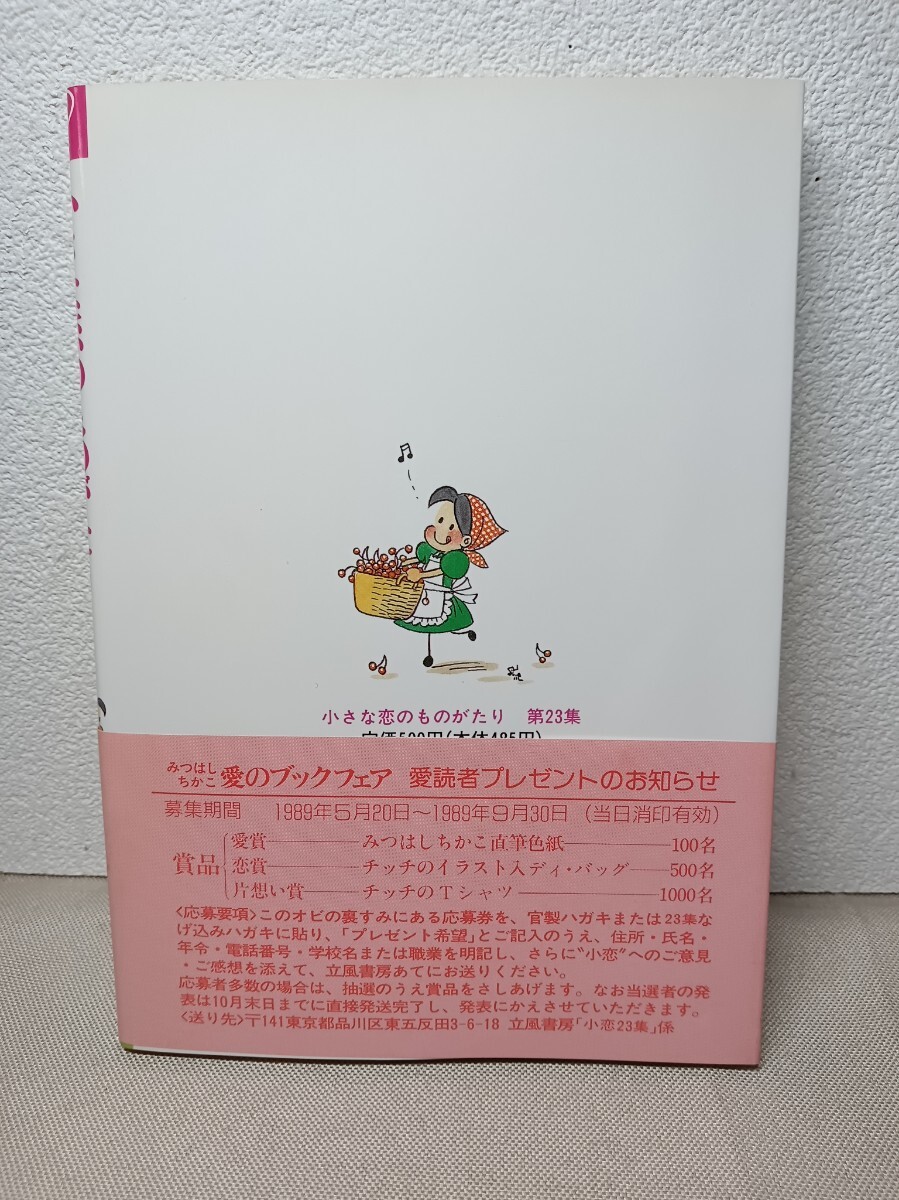 小さな恋のものがたり 第23集
定価500円(本体485円)
みつはしちかこ 愛のブックフェア 愛読者プレゼントのお知らせ
募集期間 1989年5月20日〜1989年9月30日(当日消印有効)
賞品
愛賞――みつはしちかこ直筆色紙――100名
恋賞――チッチのイラスト入ディ・バッグ――500名
片想い賞――チッチのTシャツ――1000名
〈応募要項〉このオビの裏すみにある応募券を、官製ハガキまたは23集な
げ込みハガキに貼り、「プレゼント希望」とご記入のうえ、住所・氏名・
年令・電話番号・学校名または職業を明記し、さらに〝小恋〟へのご意見
・ご感想を添えて、立風書房あてにお送りください。
応募者多数の場合は、抽選のうえ賞品をさしあげます。なお当選者の発
表は10月末日までに直接発送完了し、発表にかえさせていただきます。
〈送り先〉〒141東京都品川区東五反田3-6-18 立風書房「小恋23集」係